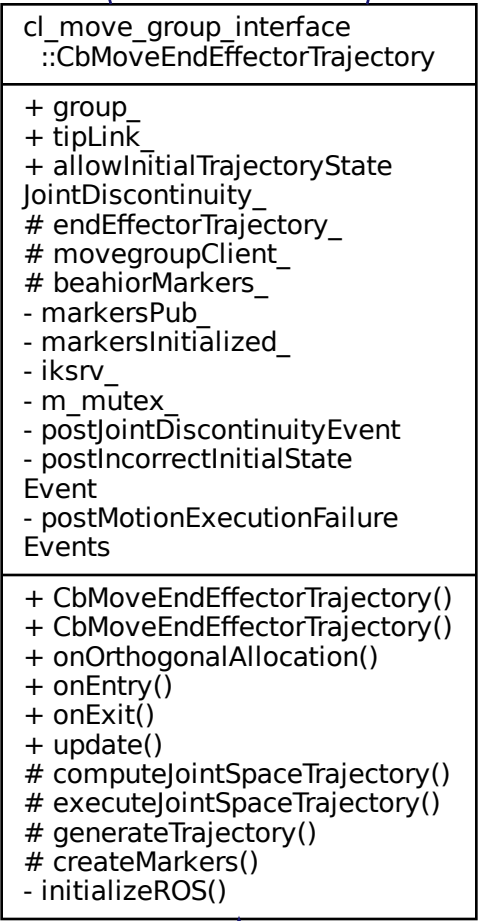 cl_move_group_interface
::CbMoveEndEffectorTrajectory
+ group_
+ tipLink_
+ allowInitialTrajectoryState
JointDiscontinuity_
# endEffectorTrajectory_
# movegroupClient_
# beahiorMarkers_
- markersPub_
- markersInitialized_
- iksrv_
- m_mutex_
- postJointDiscontinuityEvent
- postIncorrectInitialState
Event
- postMotionExecutionFailure
Events
+ CbMoveEndEffectorTrajectory()
+ CbMoveEndEffectorTrajectory()
+ onOrthogonalAllocation()
+ onEntry()
+ onExit()
+ update()
# computeJointSpaceTrajectory()
# executeJointSpaceTrajectory()
# generateTrajectory()
# createMarkers()
- initializeROS()